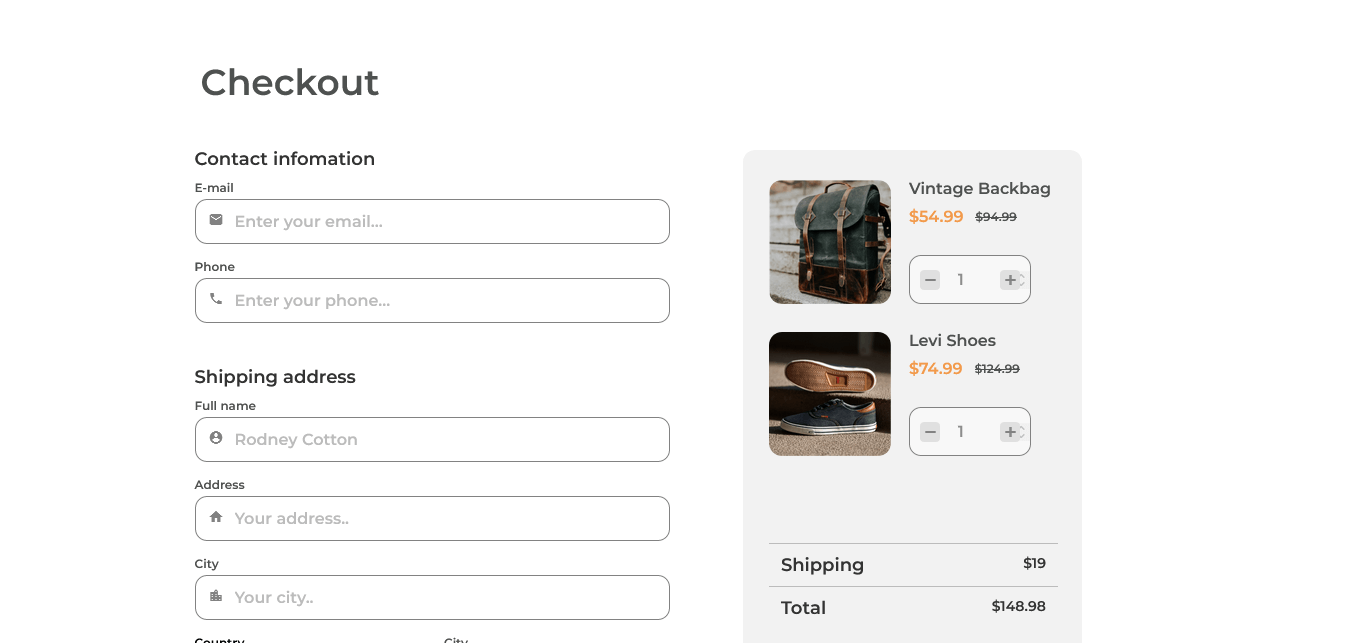 Checkout
Contact infomation
E-mail
Enter your email...
Phone
Enter your phone...
Shipping address
Full name
Rodney Cotton
Address
Your address..
City
Your city..
Country City
Vintage Backbag
$54.99 $94.99
1
Levi Shoes
$74.99 $124.99
1
Shipping $19
Total $148.98